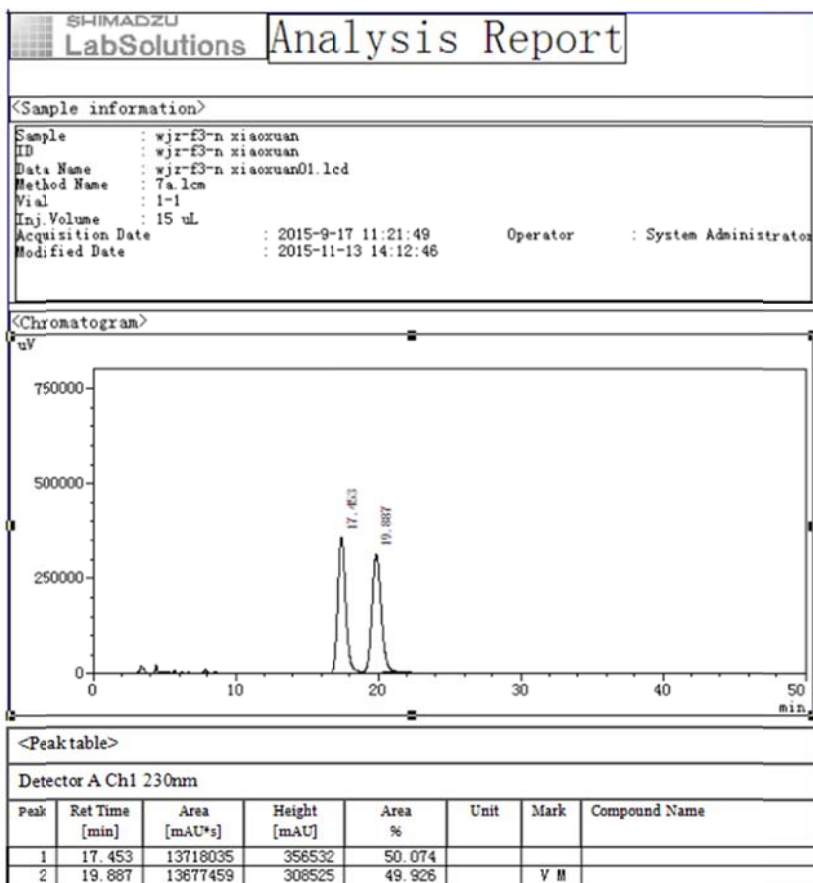 SHIMADZU
LabSolutions Analysis Report
<Sample information>
Sample : wjz-f3-n xiaoxuan
ID : wjz-f3-n xiaoxuan
Data Name : wjz-f3-n xiaoxuan01.lcd
Method Name : 7a.lcm
Vial : 1-1
Inj.Volume : 15 uL
Acquisition Date : 2015-9-17 11:21:49 Operator : System Administrator
Modified Date : 2015-11-13 14:12:46
<Chromatogram>
uV
750000
500000
250000
0
17.453
19.887
0 10 20 30 40 50
min
<Peak table>
Detector A Ch1 230nm
Peak Ret Time [min] Area [mAU*s] Height [mAU] Area % Unit Mark Compound Name
1 17.453 13718035 356532 50.074
2 19.887 13677459 308525 49.926 V M